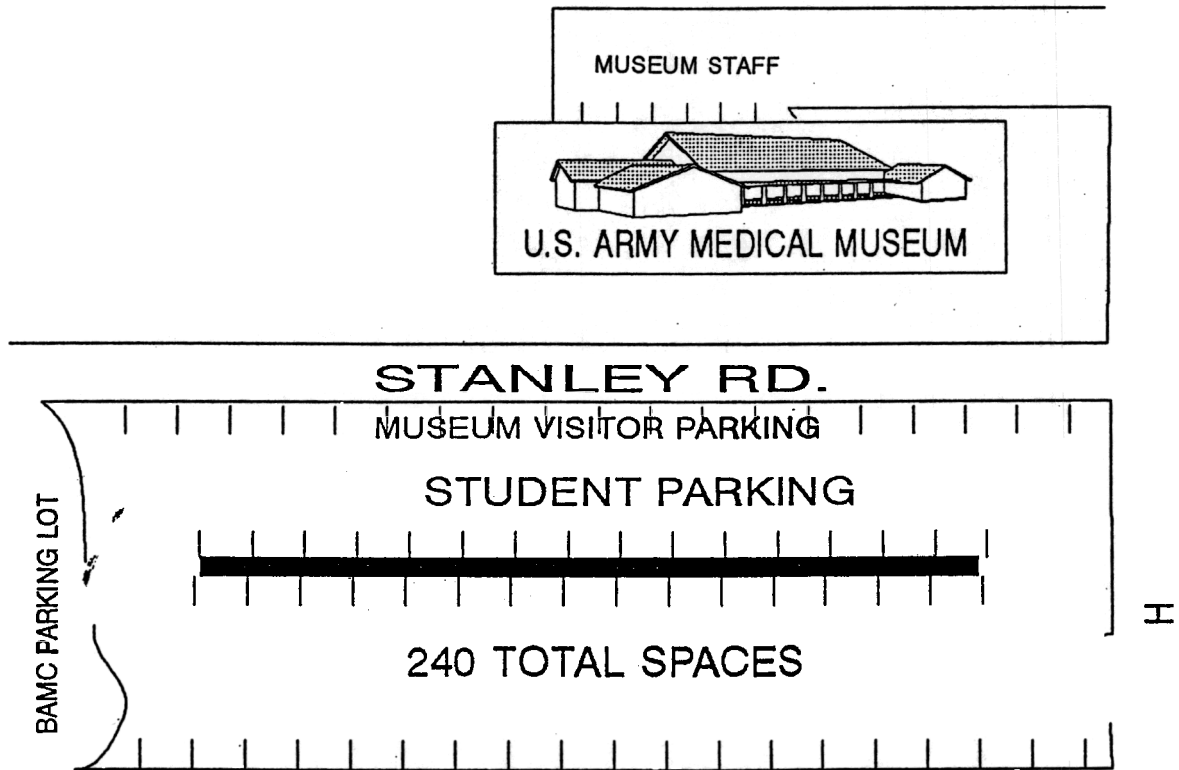 MUSEUM STAFF
U.S. ARMY MEDICAL MUSEUM
STANLEY RD.
MUSEUM VISITOR PARKING
STUDENT PARKING
BAMC PARKING LOT
240 TOTAL SPACES
H